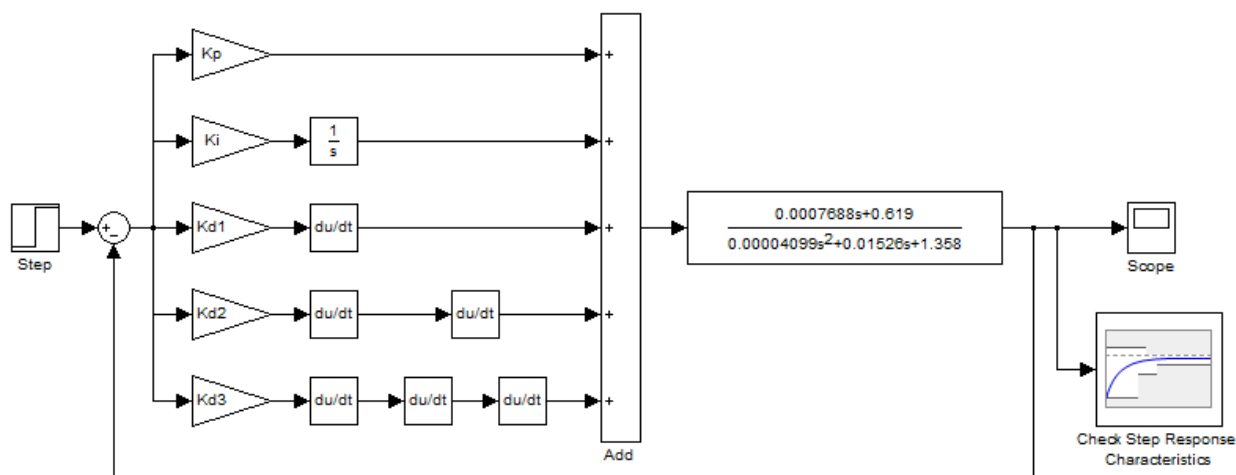 Kp
+
Ki
1
s
+
Step
+
−
Kd1
du/dt
+
0.0007688s+0.619
0.00004099s²+0.01526s+1.358
Scope
Kd2
du/dt
du/dt
+
Kd3
du/dt
du/dt
du/dt
+
Add
Check Step Response
Characteristics